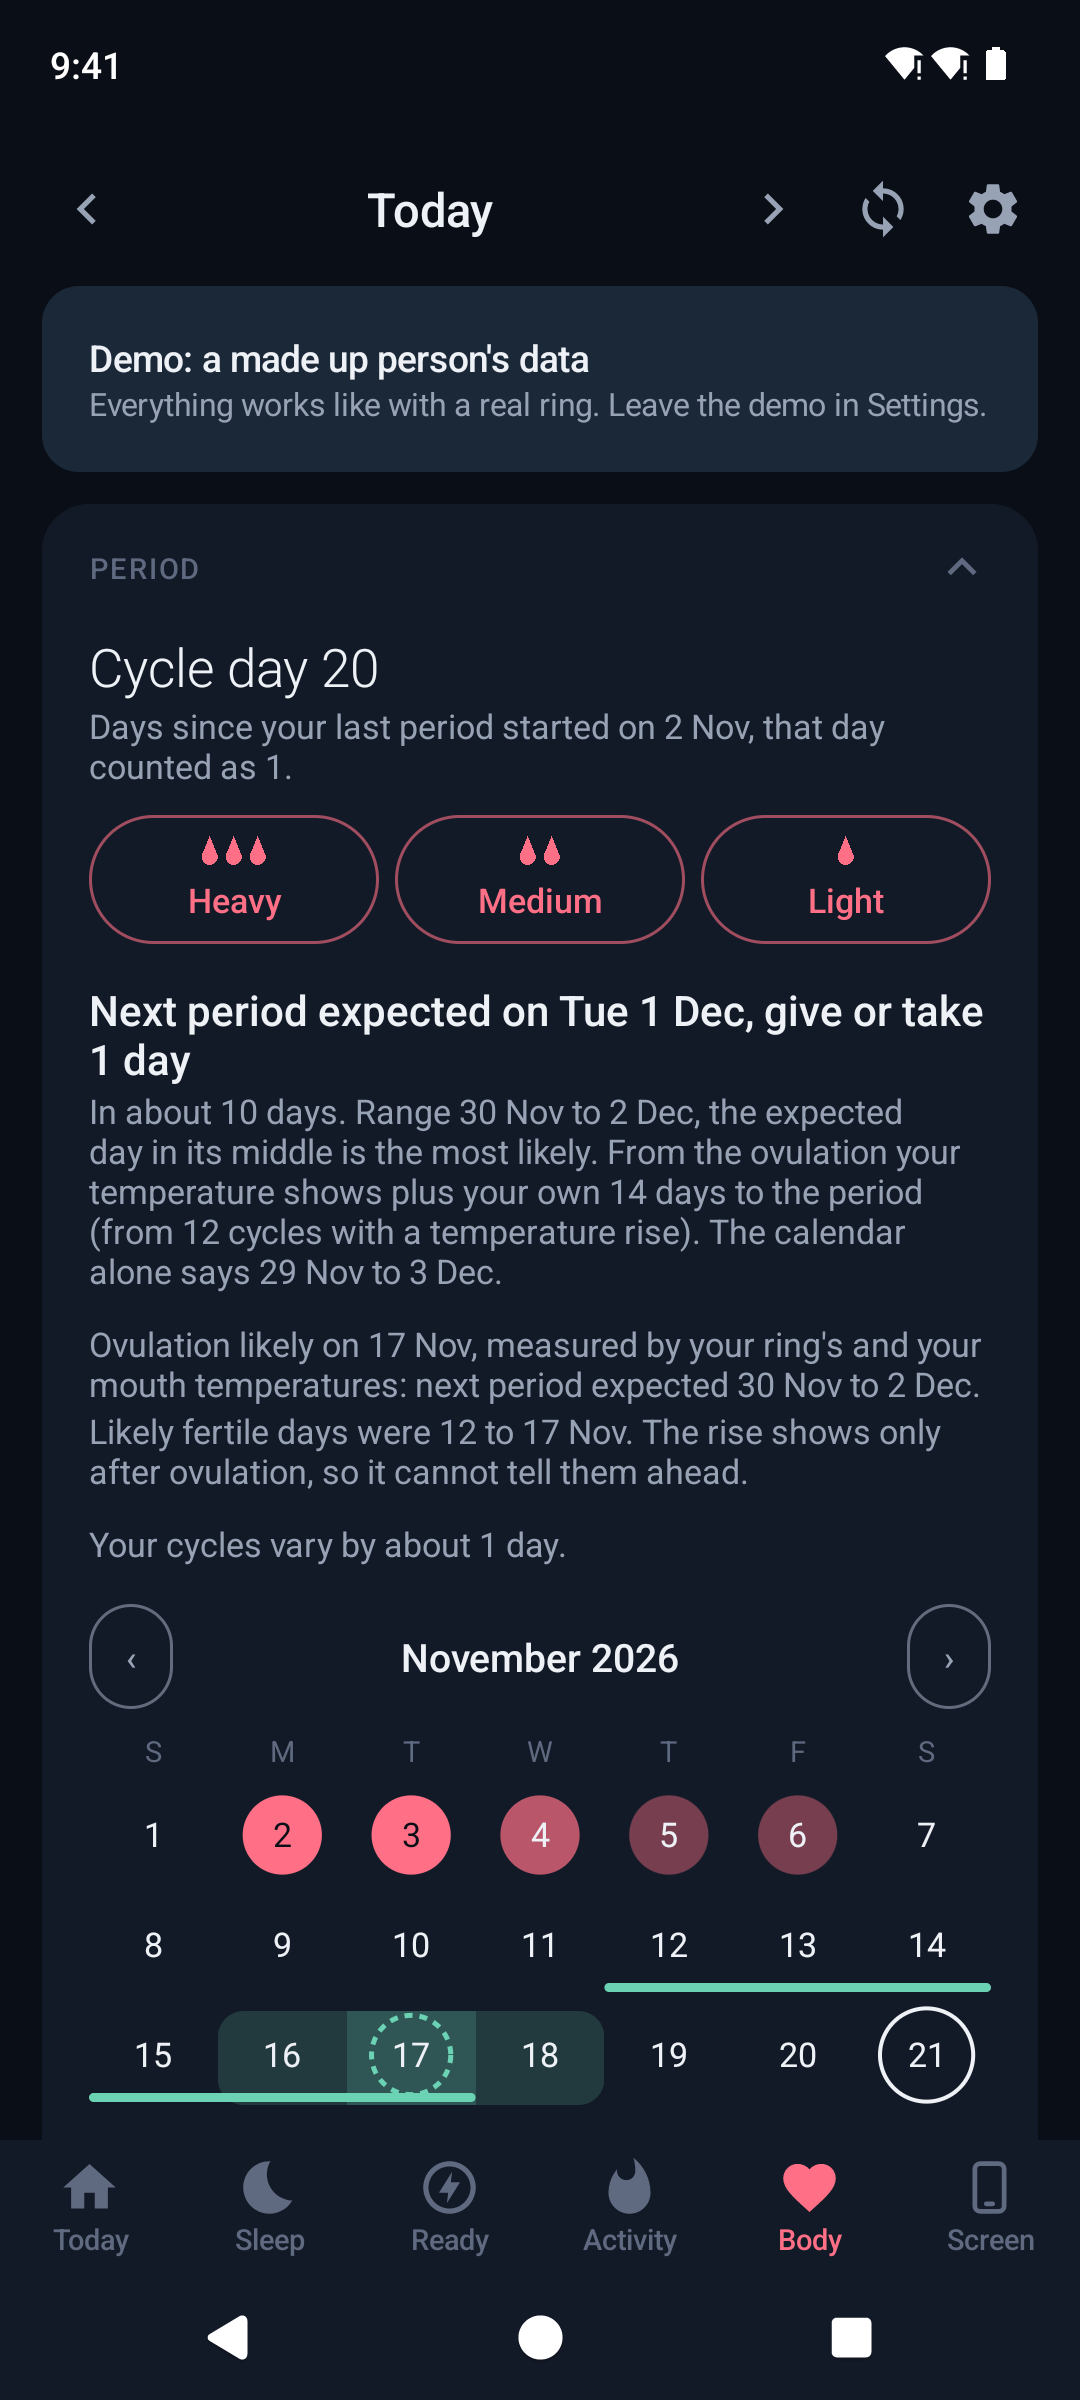 9:41
Today
Demo: a made up person's data
Everything works like with a real ring. Leave the demo in Settings.
PERIOD
Cycle day 20
Days since your last period started on 2 Nov, that day
counted as 1.
Heavy Medium Light
Next period expected on Tue 1 Dec, give or take
1 day
In about 10 days. Range 30 Nov to 2 Dec, the expected
day in its middle is the most likely. From the ovulation your
temperature shows plus your own 14 days to the period
(from 12 cycles with a temperature rise). The calendar
alone says 29 Nov to 3 Dec.
Ovulation likely on 17 Nov, measured by your ring's and your
mouth temperatures: next period expected 30 Nov to 2 Dec.
Likely fertile days were 12 to 17 Nov. The rise shows only
after ovulation, so it cannot tell them ahead.
Your cycles vary by about 1 day.
‹ November 2026 ›
S M T W T F S
1 2 3 4 5 6 7
8 9 10 11 12 13 14
15 16 17 18 19 20 21
Today Sleep Ready Activity Body Screen